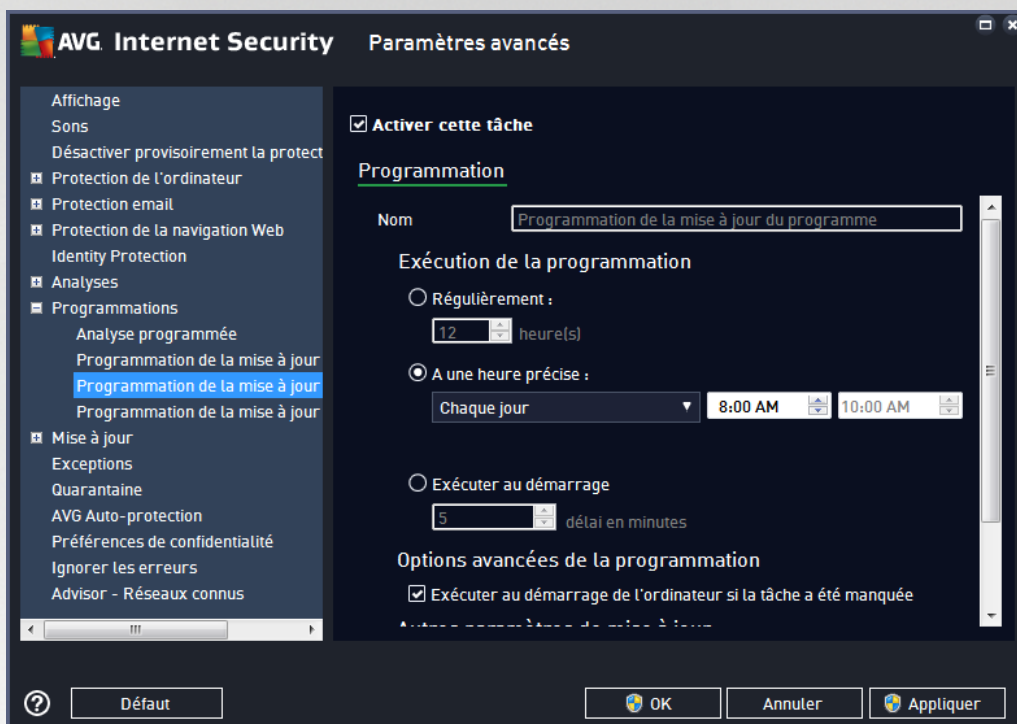 AVG. Internet Security Paramètres avancés
Affichage
Sons
Désactiver provisoirement la protect
Protection de l'ordinateur
Protection email
Protection de la navigation Web
Identity Protection
Analyses
Programmations
Analyse programmée
Programmation de la mise à jour
Programmation de la mise à jour
Programmation de la mise à jour
Mise à jour
Exceptions
Quarantaine
AVG Auto-protection
Préférences de confidentialité
Ignorer les erreurs
Advisor - Réseaux connus
Activer cette tâche
Programmation
Nom Programmation de la mise à jour du programme
Exécution de la programmation
Régulièrement :
12 heure(s)
A une heure précise :
Chaque jour 8:00 AM 10:00 AM
Exécuter au démarrage
5 délai en minutes
Options avancées de la programmation
Exécuter au démarrage de l'ordinateur si la tâche a été manquée
Autres paramètres de mise à jour
? Défaut OK Annuler Appliquer